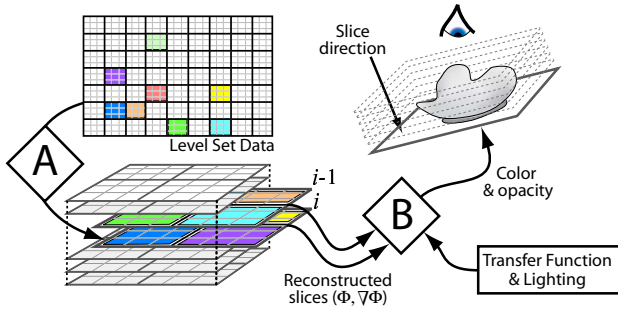 Slice
direction
A
Level Set Data
i-1
i
B
Color
& opacity
Reconstructed
slices (Φ, ∇Φ)
Transfer Function
& Lighting